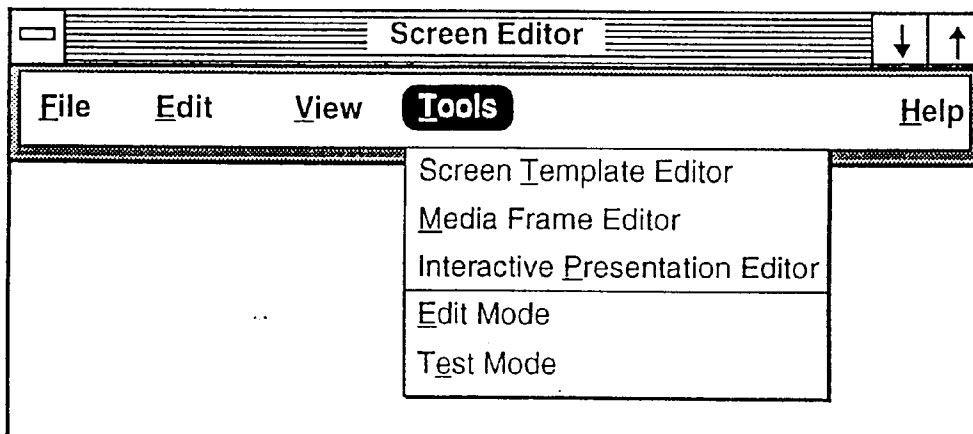 Screen Editor
File Edit View Tools Help
Screen Template Editor
Media Frame Editor
Interactive Presentation Editor
Edit Mode
Test Mode